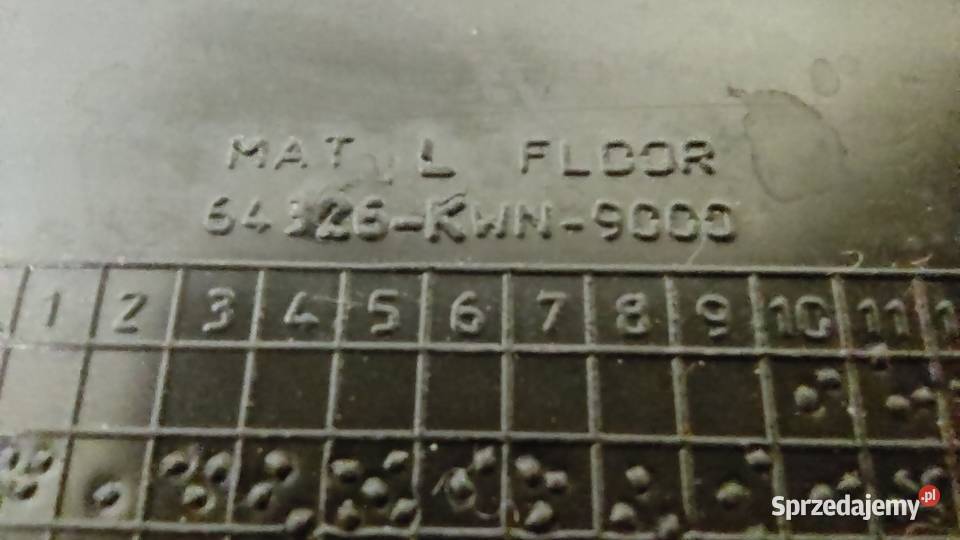 MAT L FLOOR
64326-KWN-9000
1 2 3 4 5 6 7 8 9 10 11
Sprzedajemy.pl